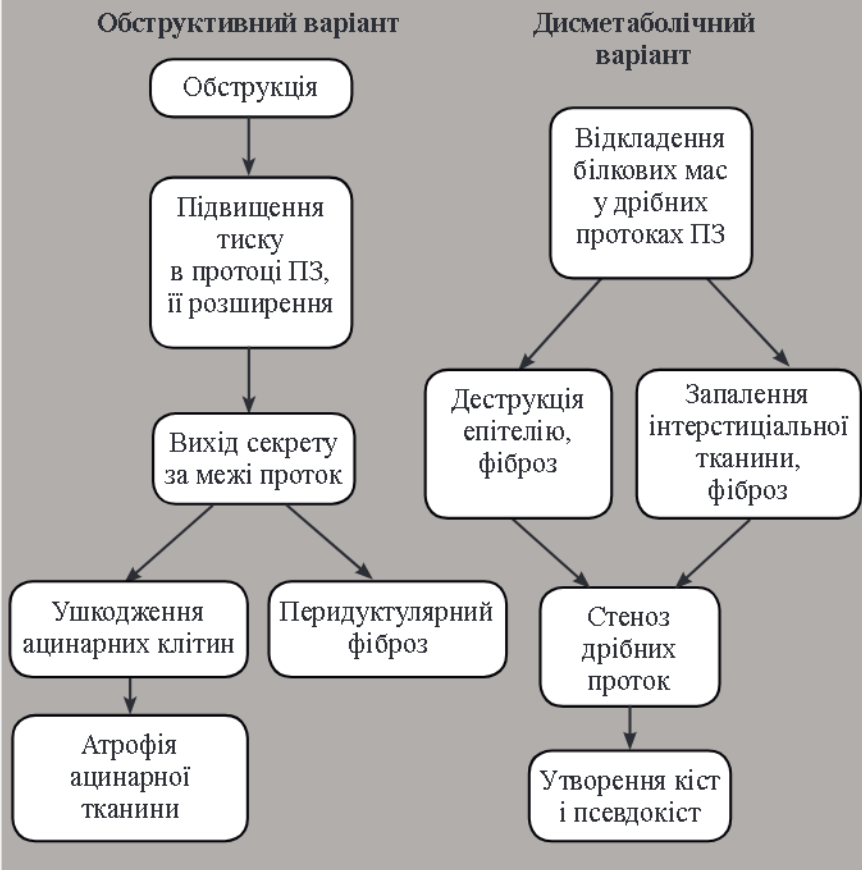 Обструктивний варіант
Обструкція
Підвищення
тиску
в протоці ПЗ,
її розширення
Вихід секрету
за межі проток
Ушкодження
ацинарних клітин
Перидуктулярний
фіброз
Атрофія
ацинарної
тканини
Дисметаболічний
варіант
Відкладення
білкових мас
у дрібних
протоках ПЗ
Деструкція
епітелію,
фіброз
Запалення
інтерстиціальної
тканини,
фіброз
Стеноз
дрібних
проток
Утворення кіст
і псевдокіст